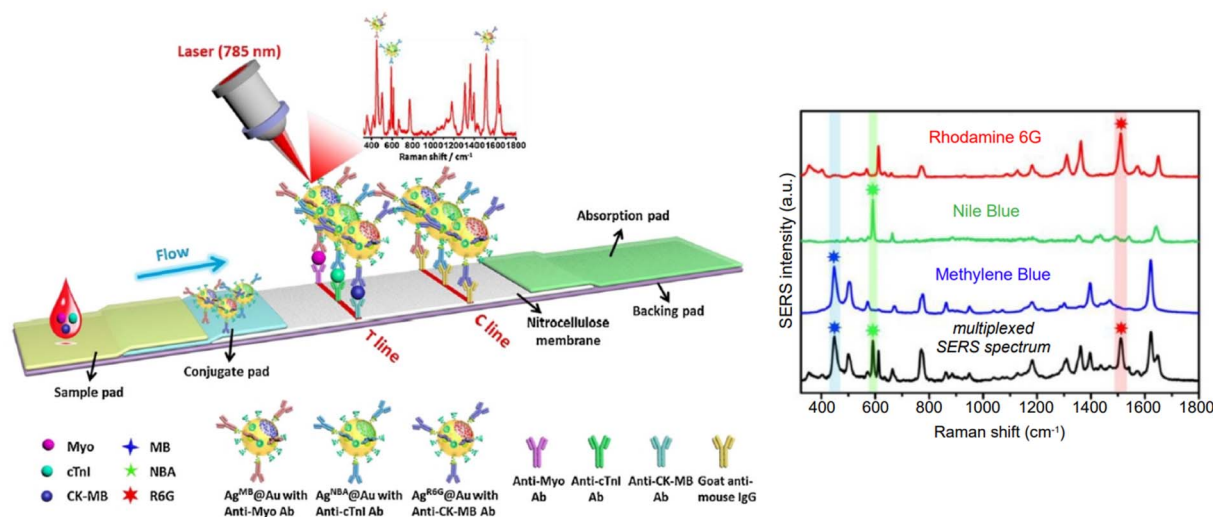 Laser (785 nm)
400 600 800 1000 1200 1400 1600 1800
Raman shift / cm⁻¹
Flow
Absorption pad
T line
C line
Nitrocellulose
membrane
Backing pad
Conjugate pad
Sample pad
Myo
MB
cTnI
NBA
CK-MB
R6G
Ag^MB@Au with
Anti-Myo Ab
Ag^NBA@Au with
Anti-cTnI Ab
Ag^R6G@Au with
Anti-CK-MB Ab
Anti-Myo
Ab
Anti-cTnI
Ab
Anti-CK-MB
Ab
Goat anti-
mouse IgG
SERS intensity (a.u.)
Rhodamine 6G
Nile Blue
Methylene Blue
multiplexed
SERS spectrum
400 600 800 1000 1200 1400 1600 1800
Raman shift (cm⁻¹)